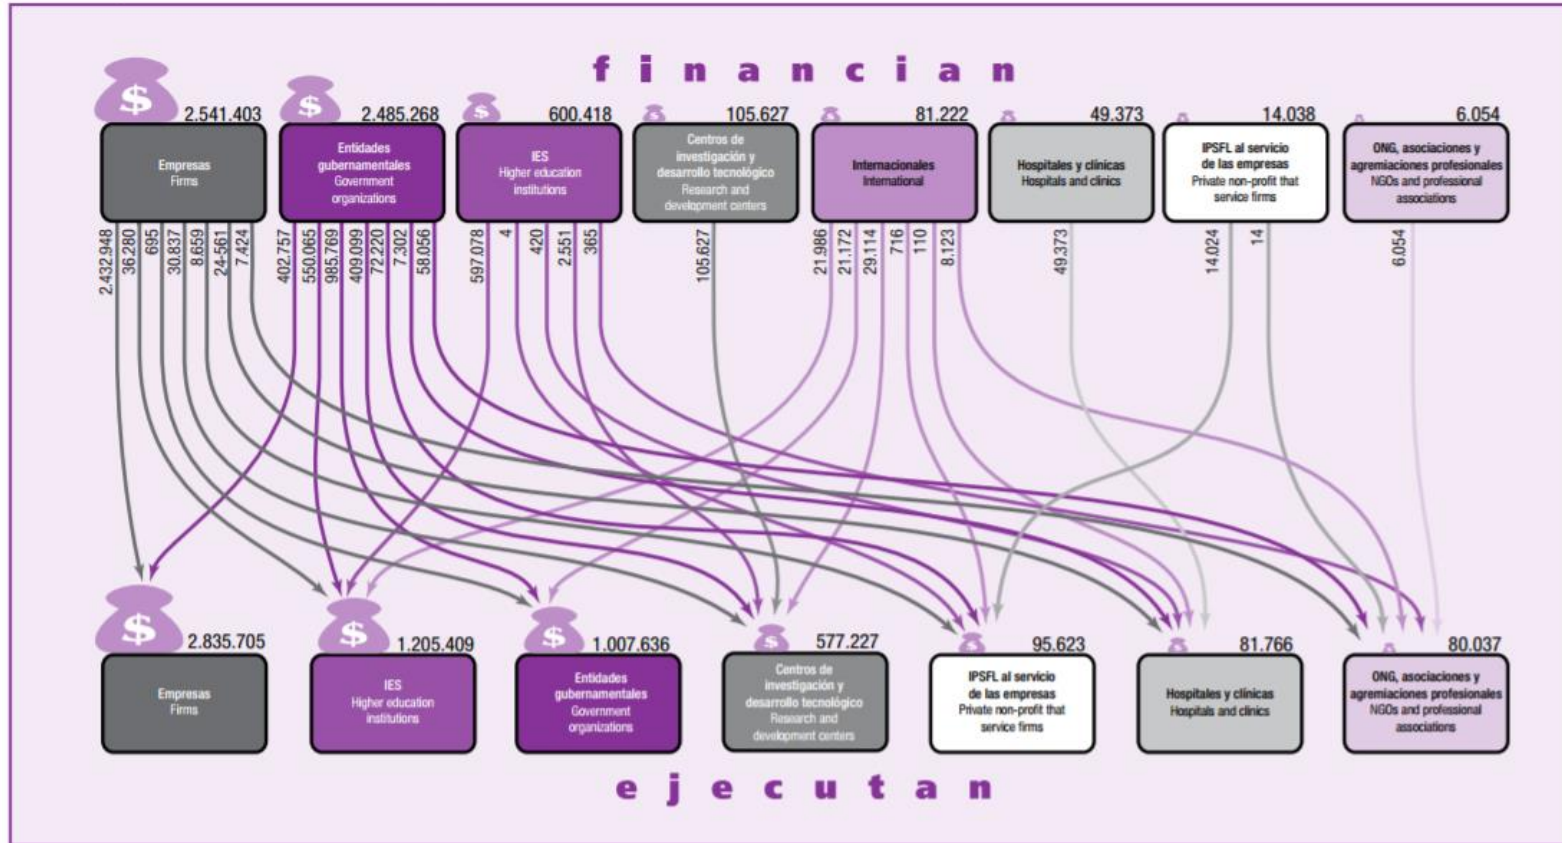 financian
2.541.403
Empresas
Firms
2.485.268
Entidades
gubernamentales
Government
organizations
600.418
IES
Higher education
institutions
105.627
Centros de
investigación y
desarrollo tecnológico
Research and
development centers
81.222
Internacionales
International
49.373
Hospitales y clínicas
Hospitals and clinics
14.038
IPSFL al servicio
de las empresas
Private non-profit that
service firms
6.054
ONG, asociaciones y
agremiaciones profesionales
NGOs and professional
associations
2.432.948
36.280
695
30.837
8.659
24-561
7.424
402.757
550.065
985.769
409.099
72.220
7.302
58.056
597.078
4
420
2.551
365
105.627
21.986
21.172
29.114
716
110
8.123
49.373
14.024
14
6.054
2.835.705
Empresas
Firms
1.205.409
IES
Higher education
institutions
1.007.636
Entidades
gubernamentales
Government
organizations
577.227
Centros de
investigación y
desarrollo tecnológico
Research and
development centers
95.623
IPSFL al servicio
de las empresas
Private non-profit that
service firms
81.766
Hospitales y clínicas
Hospitals and clinics
80.037
ONG, asociaciones y
agremiaciones profesionales
NGOs and professional
associations
ejecutan